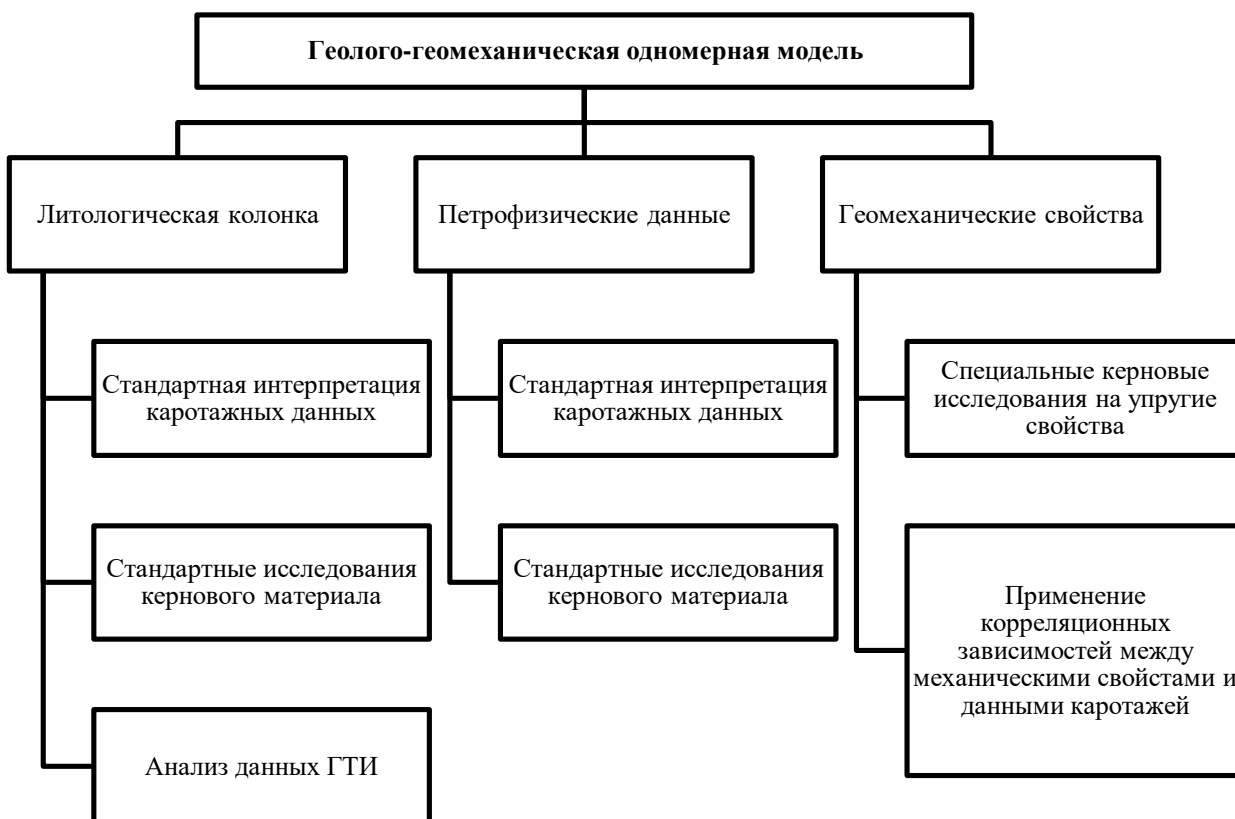 Геолого-геомеханическая одномерная модель
Литологическая колонка
Петрофизические данные
Геомеханические свойства
Стандартная интерпретация
каротажных данных
Стандартная интерпретация
каротажных данных
Специальные керновые
исследования на упругие
свойства
Стандартные исследования
кернового материала
Стандартные исследования
кернового материала
Применение
корреляционных
зависимостей между
механическими свойстами и
данными каротажей
Анализ данных ГТИ